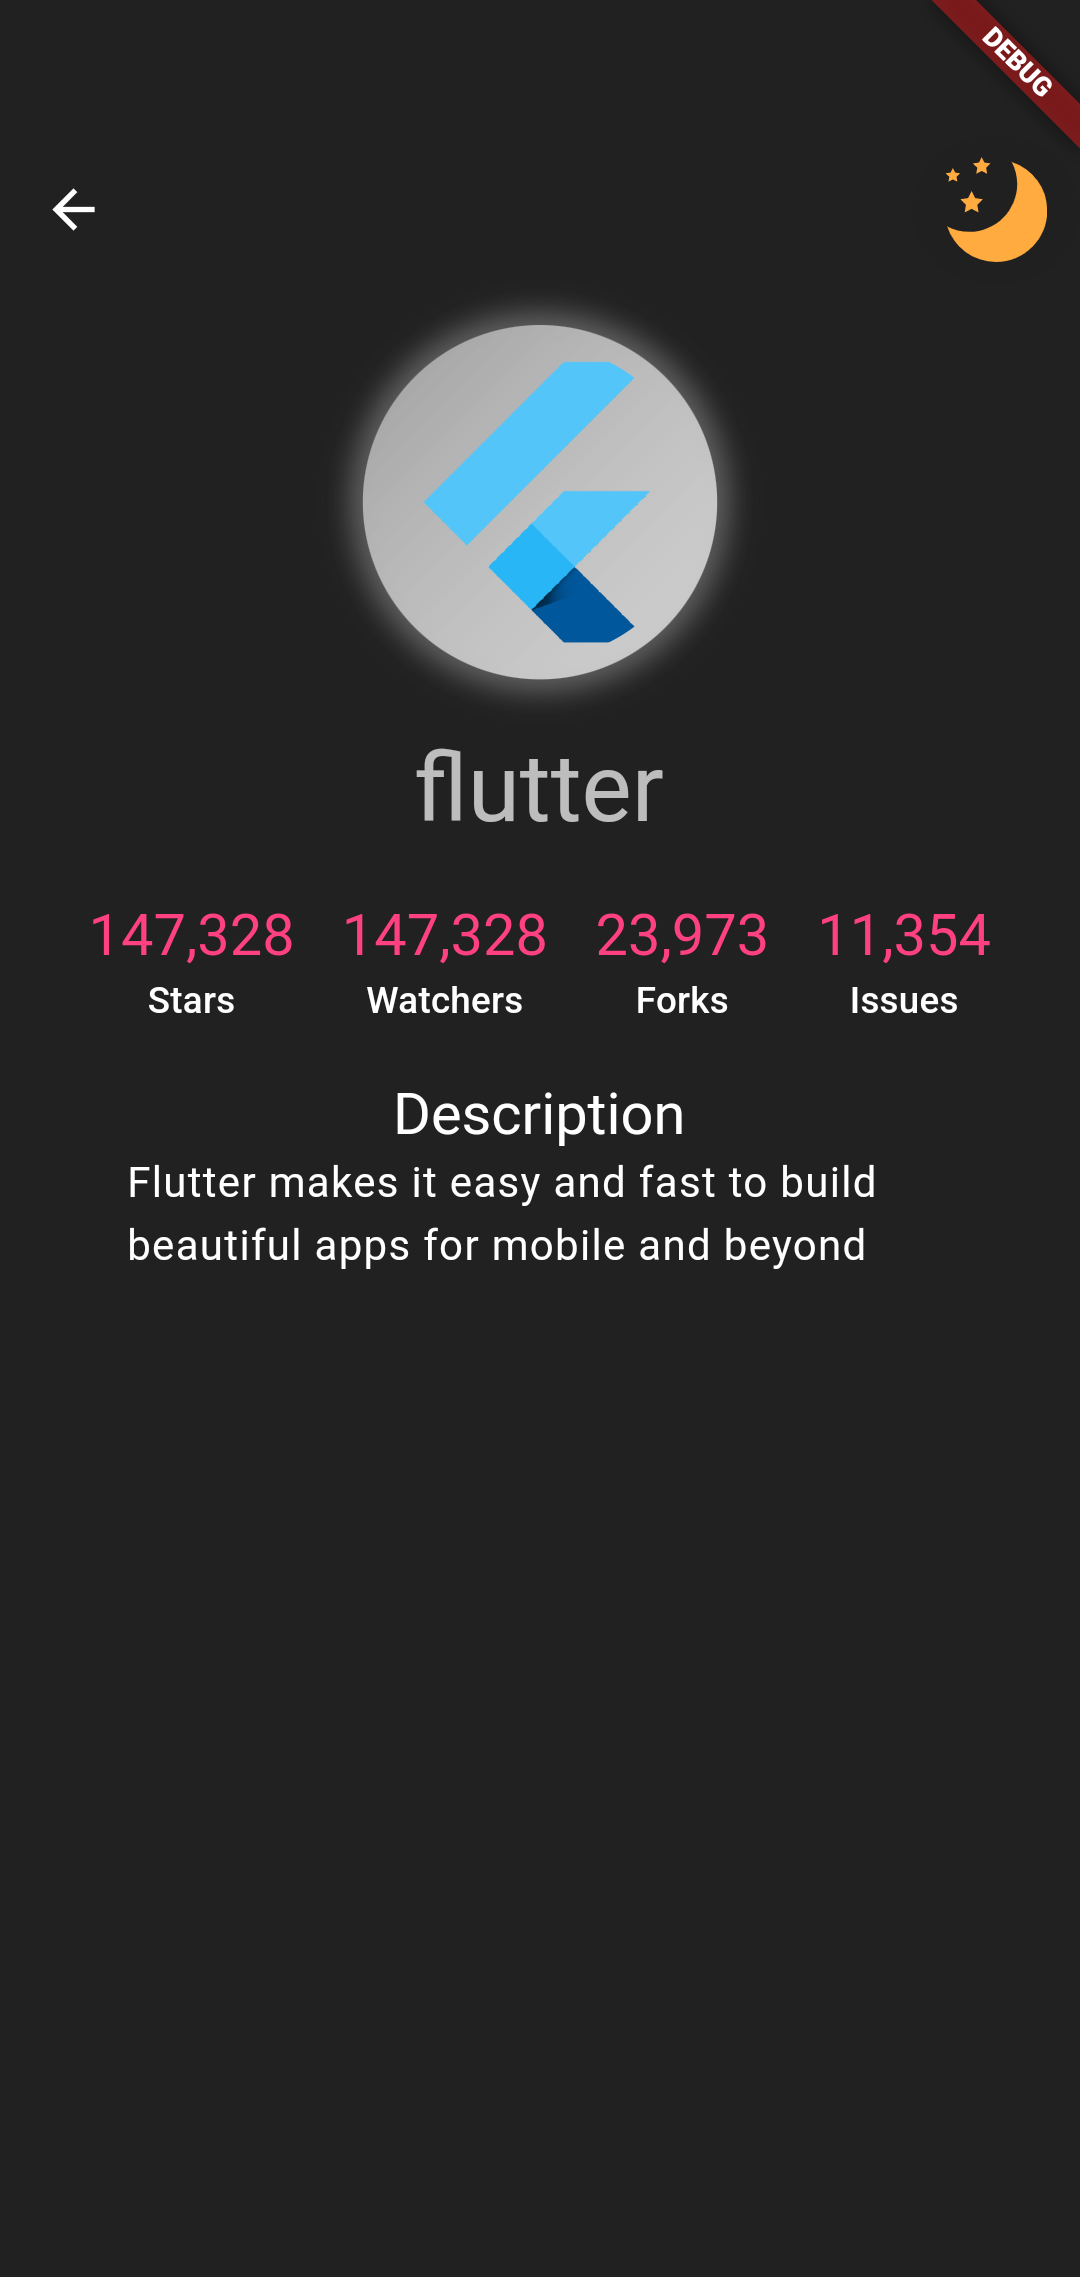 DEBUG
flutter
147,328 147,328 23,973 11,354
Stars Watchers Forks Issues
Description
Flutter makes it easy and fast to build
beautiful apps for mobile and beyond